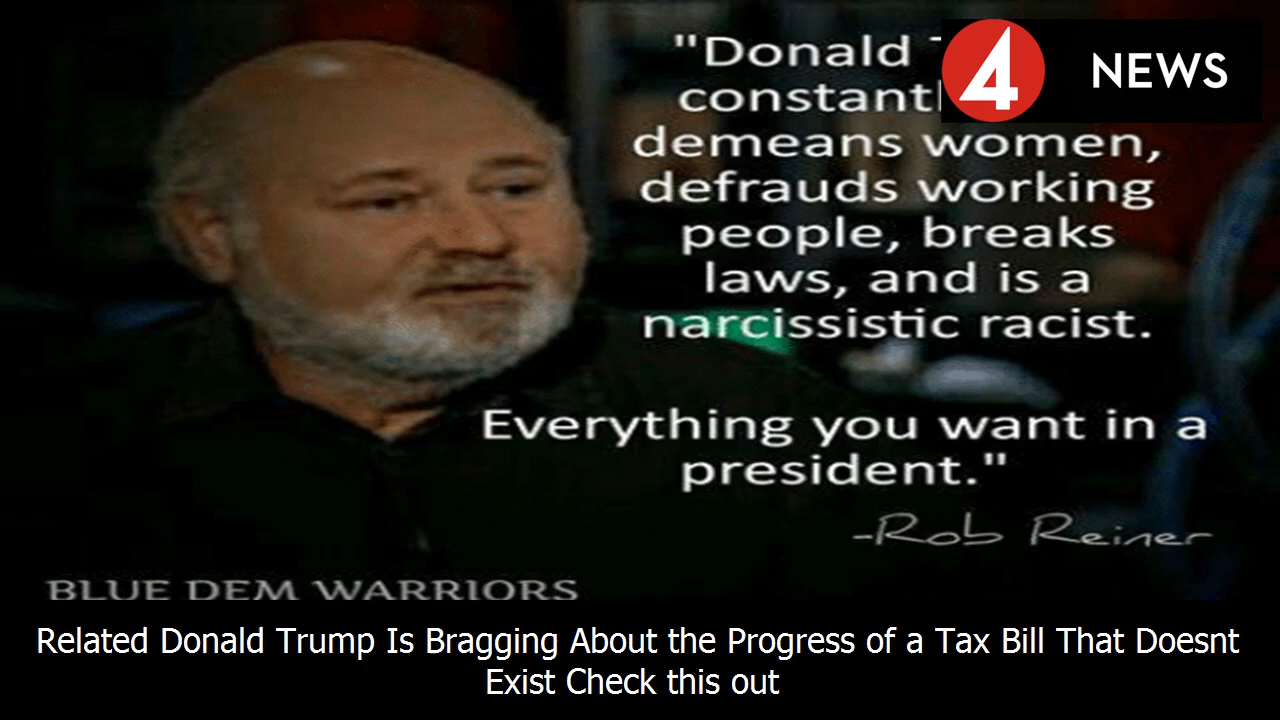 "Donald
4 NEWS
demeans women,
defrauds working
people, breaks
laws, and is a
narcissistic racist.
Everything you want in a
president."
-Rob Reiner
BLUE DEM WARRIORS
Related Donald Trump Is Bragging About the Progress of a Tax Bill That Doesnt
Exist Check this out